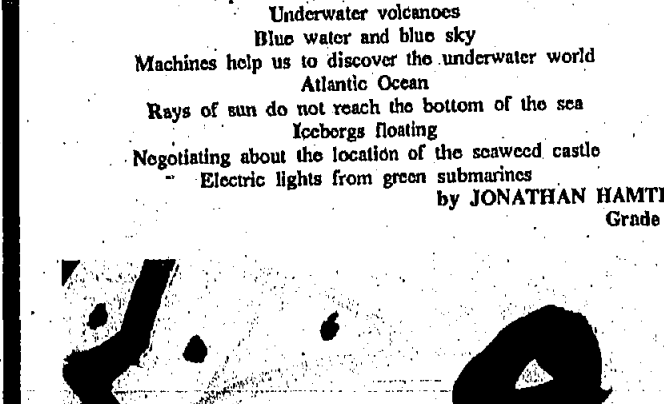 Underwater volcanoes
Blue water and blue sky
Machines help us to discover the underwater world
Atlantic Ocean
Rays of sun do not reach the bottom of the sea
Icebergs floating
Negotiating about the location of the seaweed castle
Electric lights from green submarines
by JONATHAN
Grade